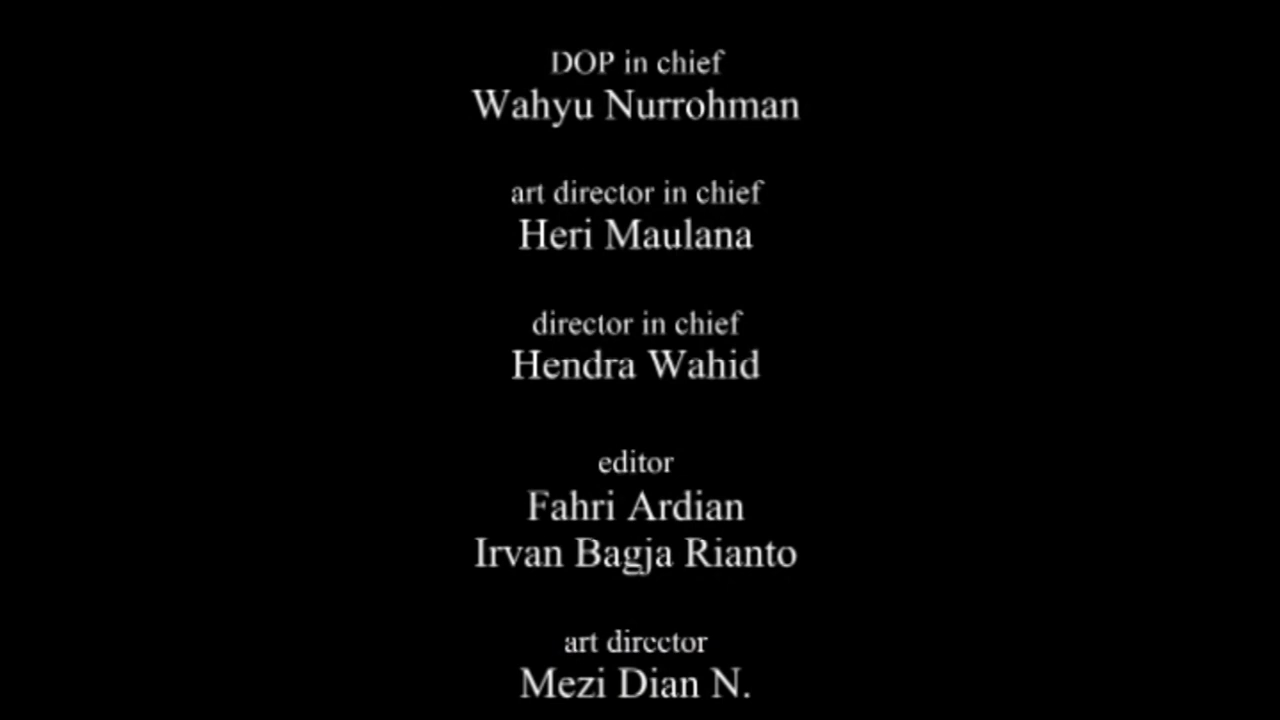 DOP in chief
Wahyu Nurrohman
art director in chief
Heri Maulana
director in chief
Hendra Wahid
editor
Fahri Ardian
Irvan Bagja Rianto
art director
Mezi Dian N.